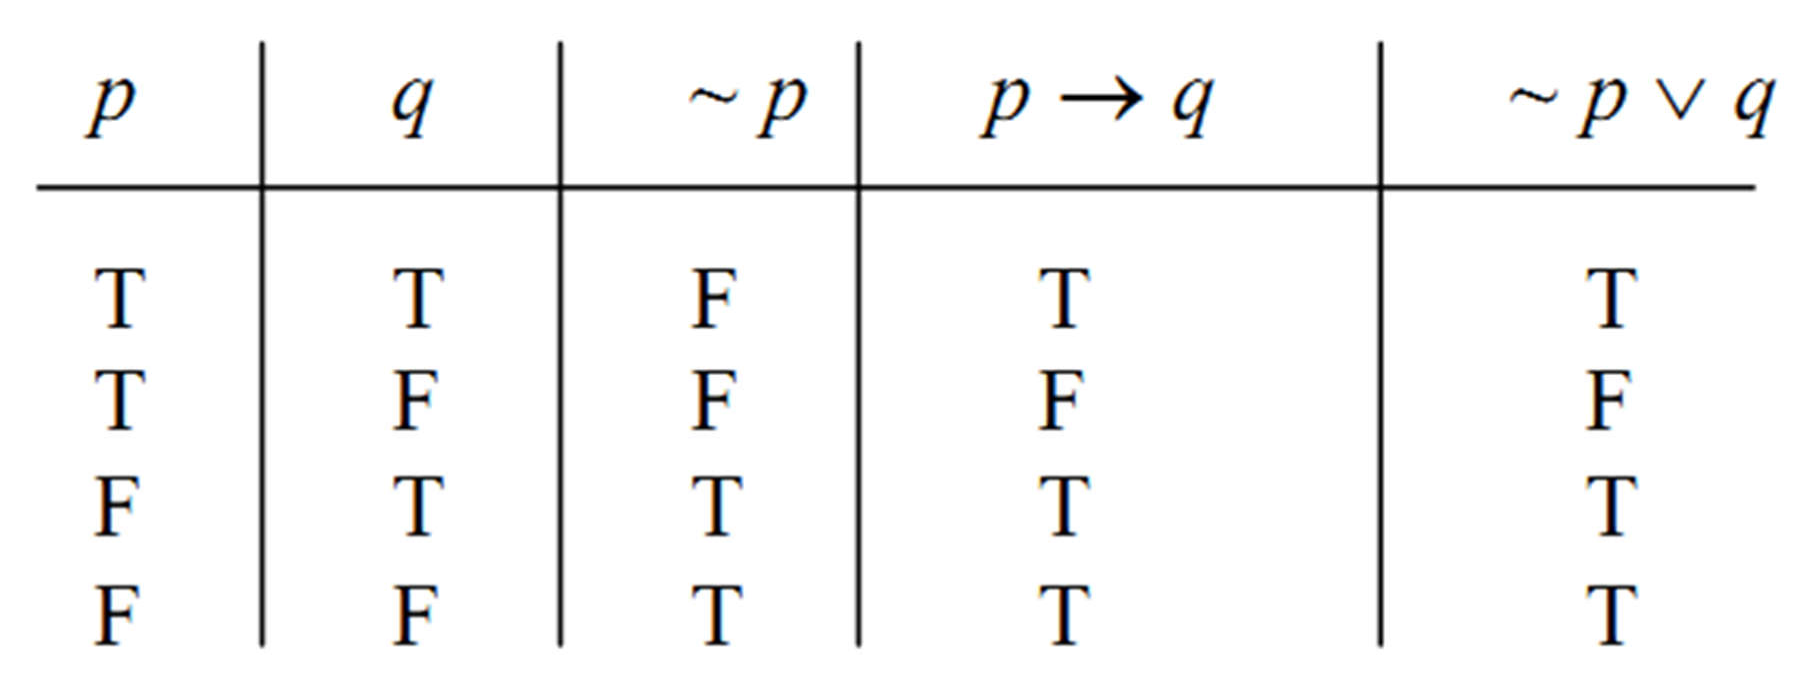 p q ~ p p → q ~ p ∨ q
T T F T T
T F F F F
F T T T T
F F T T T